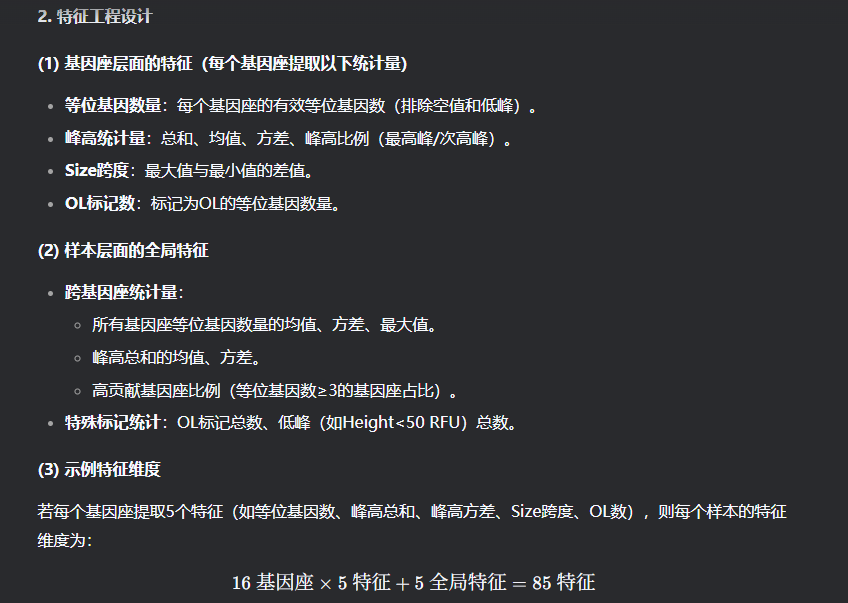 2. 特征工程设计
(1) 基因座层面的特征（每个基因座提取以下统计量）
等位基因数量：每个基因座的有效等位基因数（排除空值和低峰）。
峰高统计量：总和、均值、方差、峰高比例（最高峰/次高峰）。
Size跨度：最大值与最小值的差值。
OL标记数：标记为OL的等位基因数量。
(2) 样本层面的全局特征
跨基因座统计量：
所有基因座等位基因数量的均值、方差、最大值。
峰高总和的均值、方差。
高贡献基因座比例（等位基因数≥3的基因座占比）。
特殊标记统计：OL标记总数、低峰（如Height<50 RFU）总数。
(3) 示例特征维度
若每个基因座提取5个特征（如等位基因数、峰高总和、峰高方差、Size跨度、OL数），则每个样本的特征
维度为：
16 基因座 × 5 特征 + 5 全局特征 = 85 特征